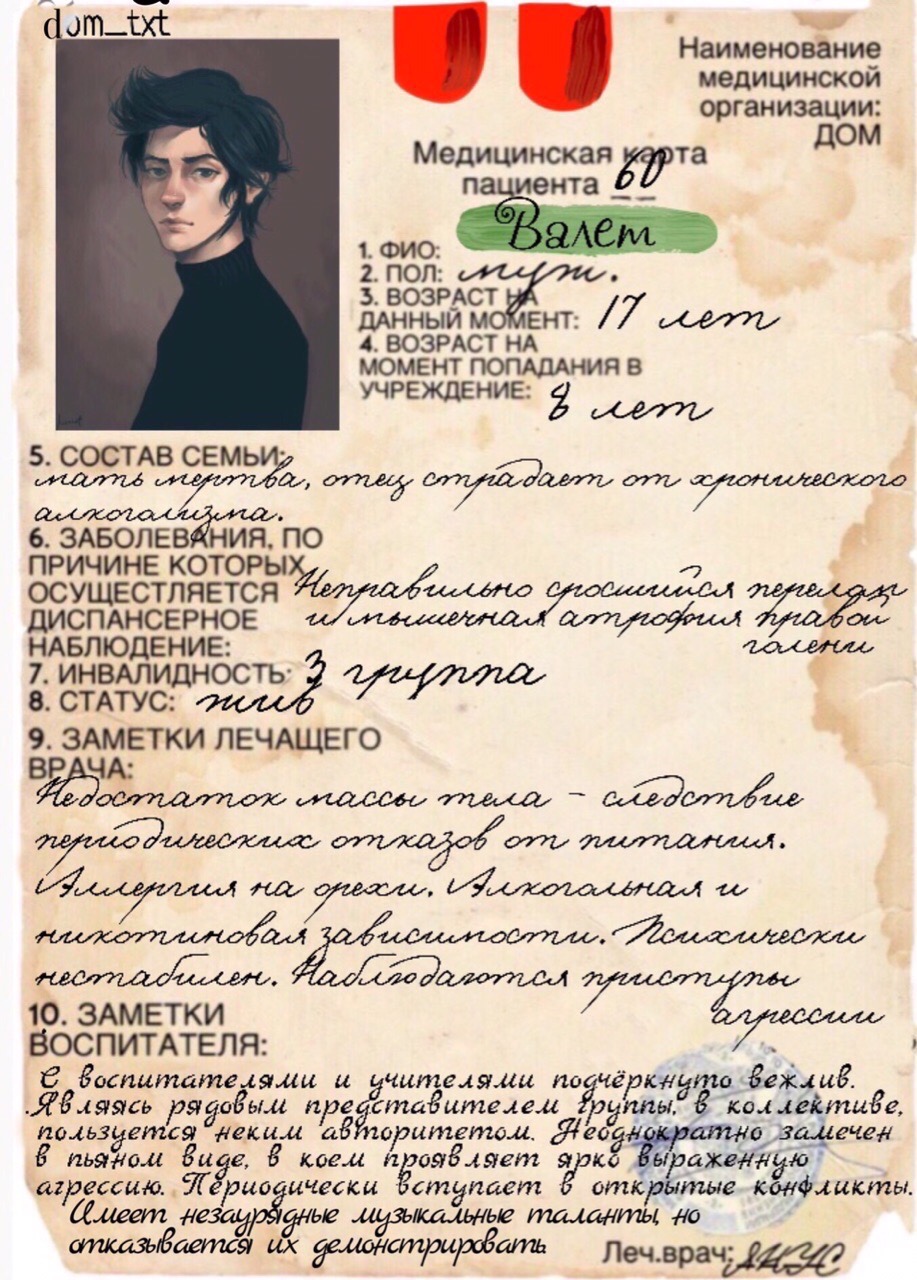 dom_txt
Наименование
медицинской
организации:
ДОМ
Медицинская карта
пациента 60
1. ФИО: Валет
2. ПОЛ: муж.
3. ВОЗРАСТ НА
ДАННЫЙ МОМЕНТ: 17 лет
4. ВОЗРАСТ НА
МОМЕНТ ПОПАДАНИЯ В
УЧРЕЖДЕНИЕ: 8 лет
5. СОСТАВ СЕМЬИ:
мать мертва, отец страдает от хронического
алкоголизма.
6. ЗАБОЛЕВАНИЯ, ПО
ПРИЧИНЕ КОТОРЫХ
ОСУЩЕСТЛЯЕТСЯ Неправильно сросшийся перелом
ДИСПАНСЕРНОЕ и мышечная атрофия правой
НАБЛЮДЕНИЕ: голени
7. ИНВАЛИДНОСТЬ: 3 группа
8. СТАТУС: жив
9. ЗАМЕТКИ ЛЕЧАЩЕГО
ВРАЧА:
Недостаток массы тела - следствие
периодических отказов от питания.
Аллергия на орехи. Алкогольная и
никотиновая зависимости. Психически
нестабилен. Наблюдаются приступы
агрессии
10. ЗАМЕТКИ
ВОСПИТАТЕЛЯ:
С воспитателями и учителями подчёркнуто вежлив.
Являясь рядовым представителем группы, в коллективе,
пользуется неким авторитетом. Неоднократно замечен
в пьяном виде, в коем проявляет ярко выраженную
агрессию. Периодически вступает в открытые конфликты.
Имеет незаурядные музыкальные таланты, но
отказывается их демонстрировать
Леч.врач: ЯНУС